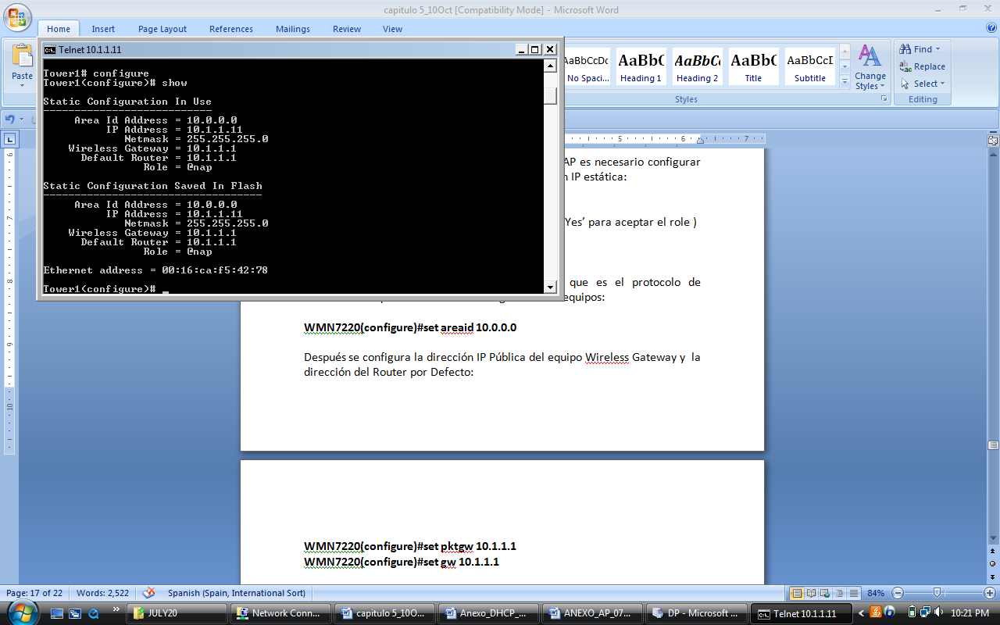 capitulo 5_10Oct [Compatibility Mode] - Microsoft Word
Home Insert Page Layout References Mailings Review View
Telnet 10.1.1.11
Tower1# configure
Tower1(configure)# show
Static Configuration In Use
---------------------------
Area Id Address = 10.0.0.0
IP Address = 10.1.1.11
Netmask = 255.255.255.0
Wireless Gateway = 10.1.1.1
Default Router = 10.1.1.1
Role = @nap
Static Configuration Saved In Flash
-----------------------------------
Area Id Address = 10.0.0.0
IP Address = 10.1.1.11
Netmask = 255.255.255.0
Wireless Gateway = 10.1.1.1
Default Router = 10.1.1.1
Role = @nap
Ethernet address = 00:16:ca:f5:42:78
Tower1(configure)# _
Paste
AaBbCcDc AaBbC AaBbCc AaBbC AaBbCcI
No Spaci... Heading 1 Heading 2 Title Subtitle
Change Styles
Styles
Find
Replace
Select
Editing
5 6 7
6
7
8
9
10
AP es necesario configurar
IP estática:
Yes’ para aceptar el role )
que es el protocolo de
equipos:
WMN7220(configure)#set areaid 10.0.0.0
Después se configura la dirección IP Pública del equipo Wireless Gateway y la
dirección del Router por Defecto:
WMN7220(configure)#set pktgw 10.1.1.1
WMN7220(configure)#set gw 10.1.1.1
Page: 17 of 22 Words: 2,522 Spanish (Spain, International Sort) 84%
JULY20 Network Conn... capitulo 5_10O... Anexo_DHCP_... ANEXO_AP_07... DP - Microsoft ... Telnet 10.1.1.11 10:21 PM